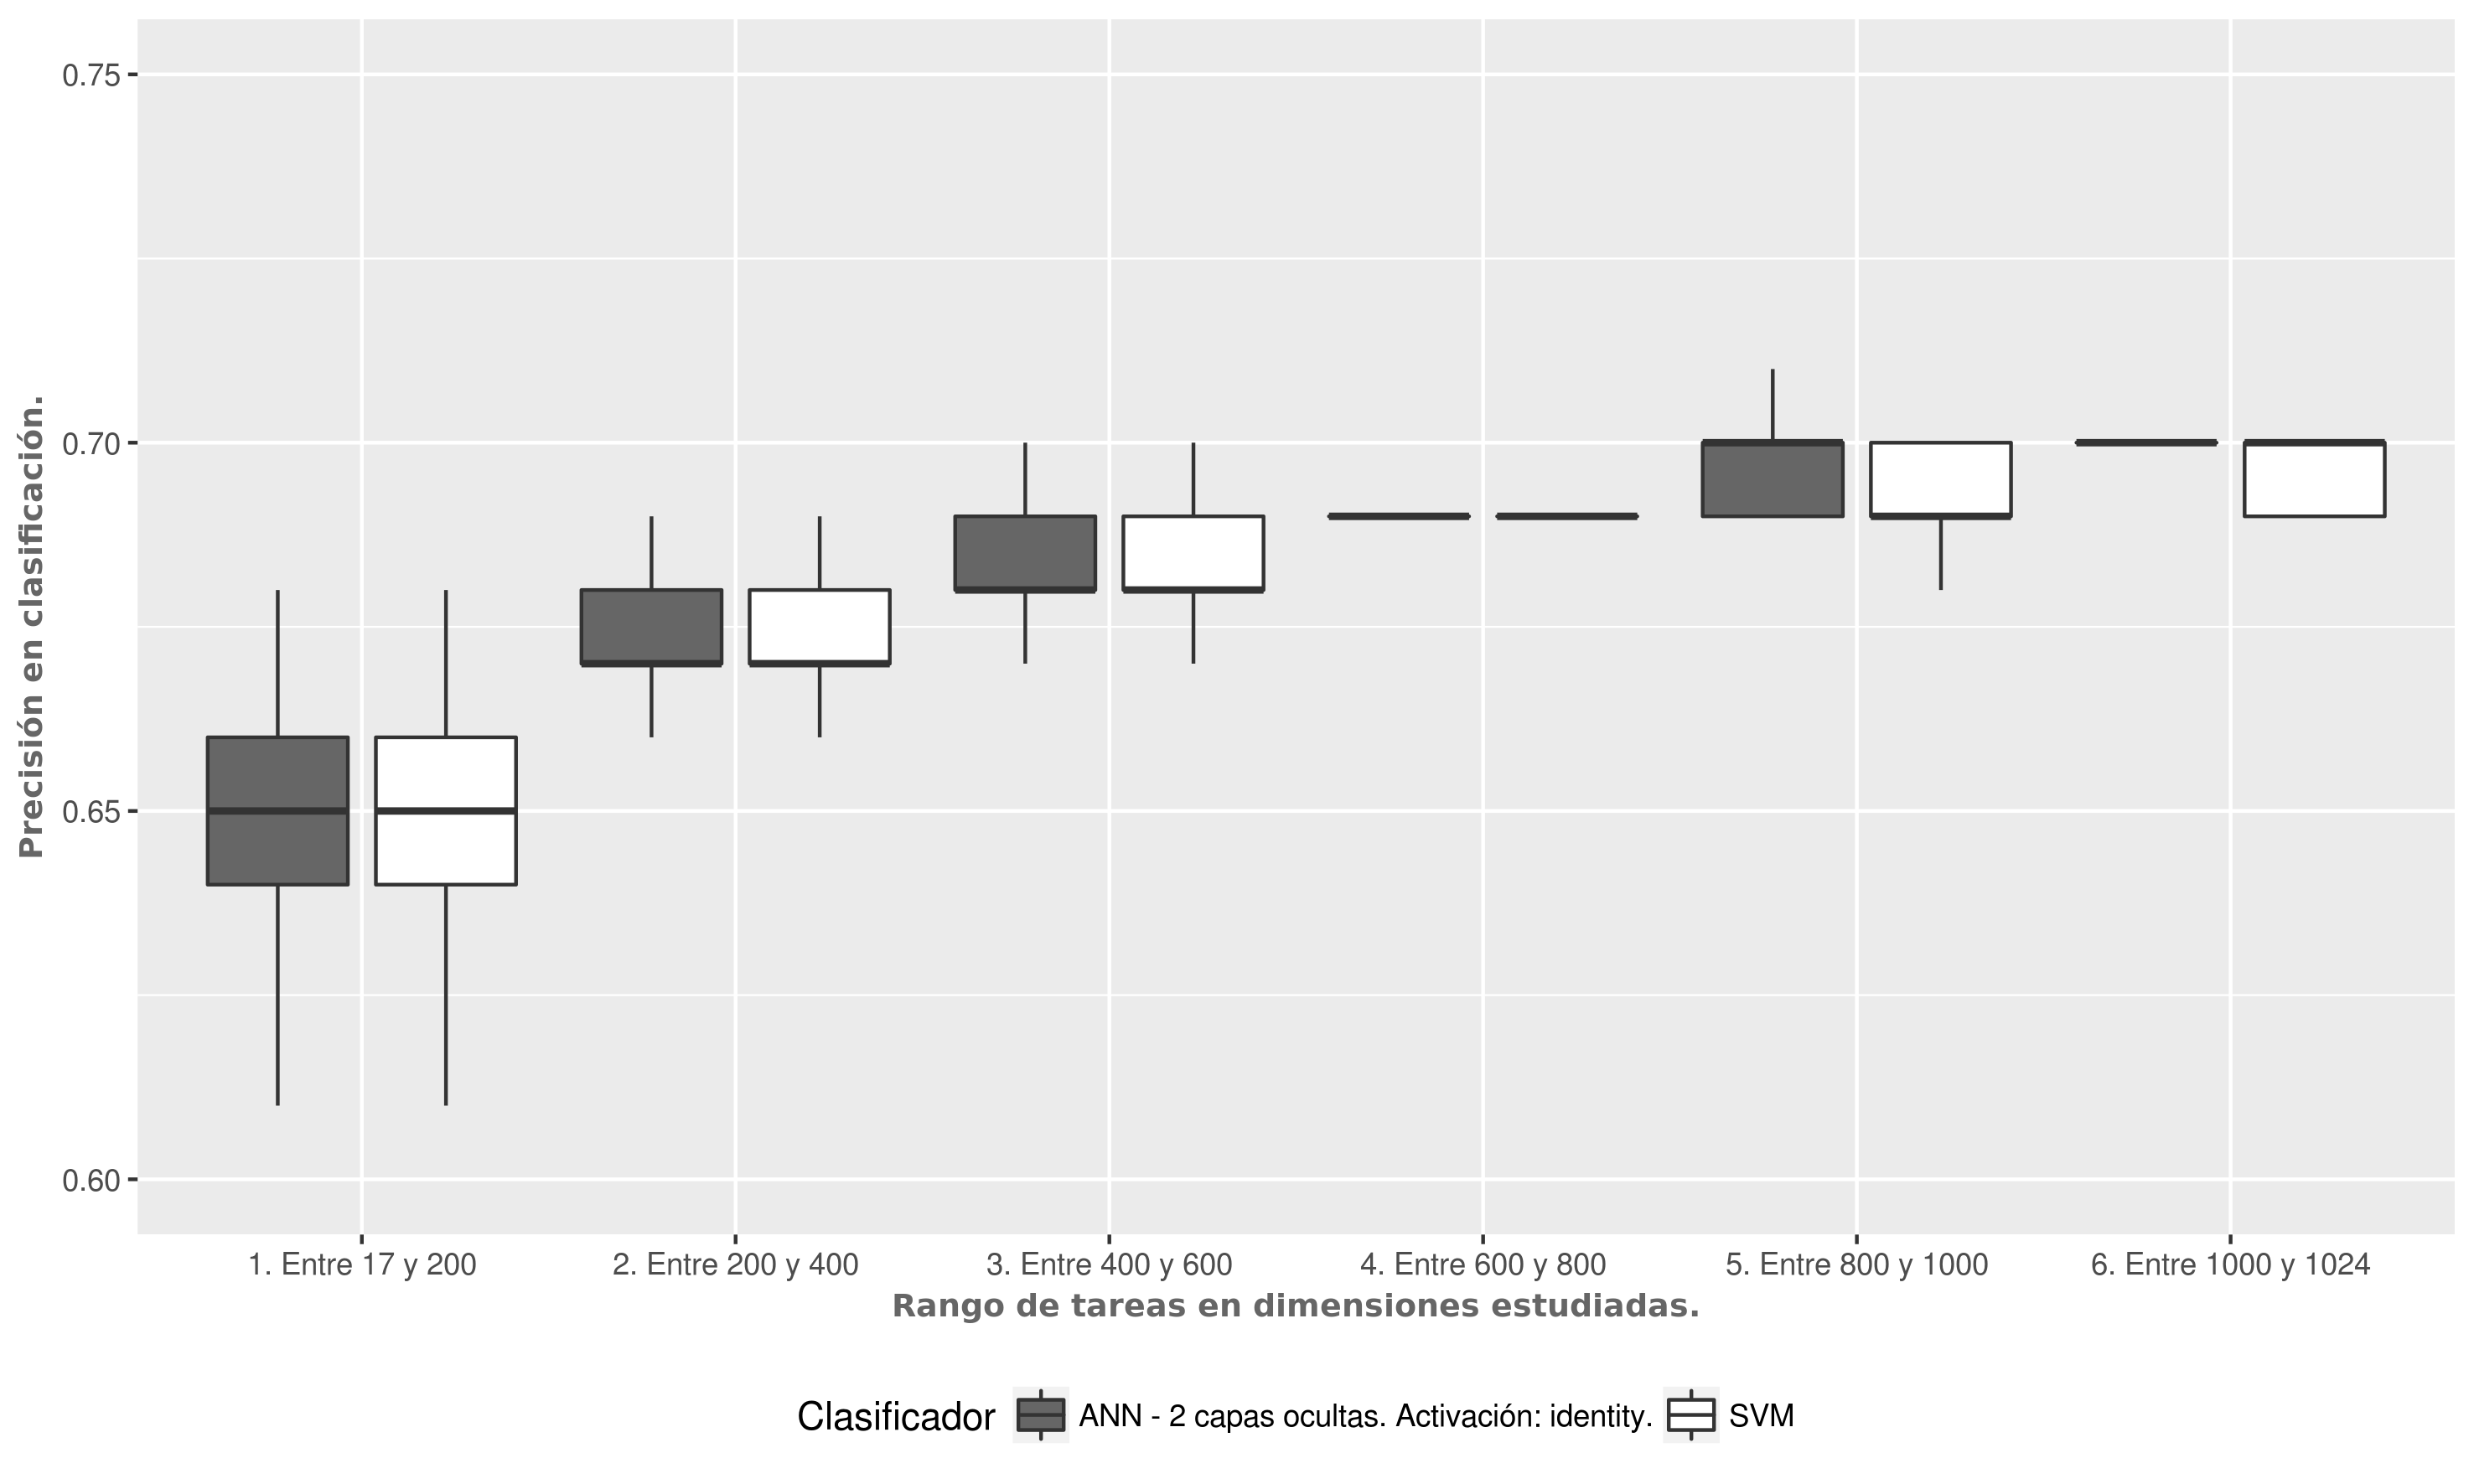 Precisión en clasificación.
0.75
0.70
0.65
0.60
1. Entre 17 y 200
2. Entre 200 y 400
3. Entre 400 y 600
4. Entre 600 y 800
5. Entre 800 y 1000
6. Entre 1000 y 1024
Rango de tareas en dimensiones estudiadas.
Clasificador
ANN - 2 capas ocultas. Activación: identity.
SVM